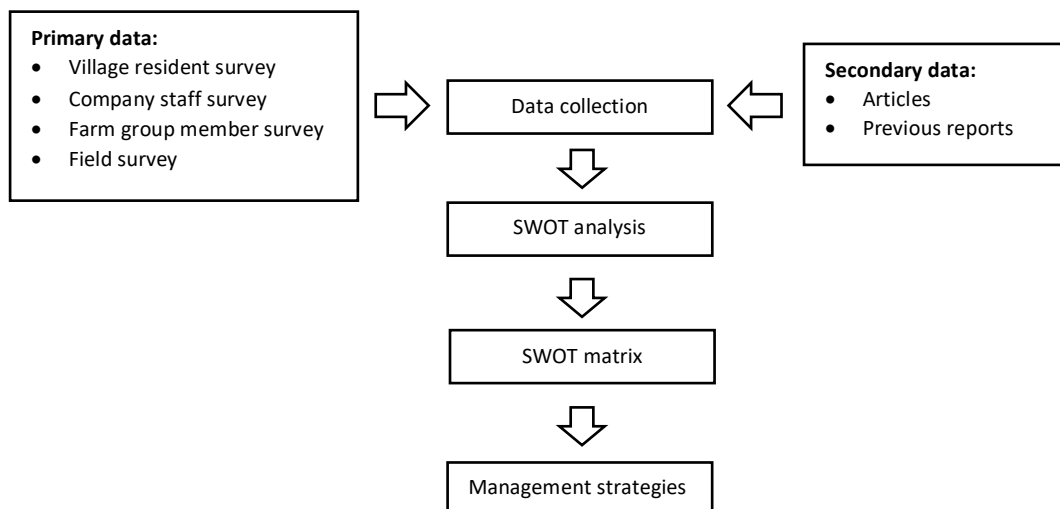 Primary data:
• Village resident survey
• Company staff survey
• Farm group member survey
• Field survey
Data collection
Secondary data:
• Articles
• Previous reports
SWOT analysis
SWOT matrix
Management strategies